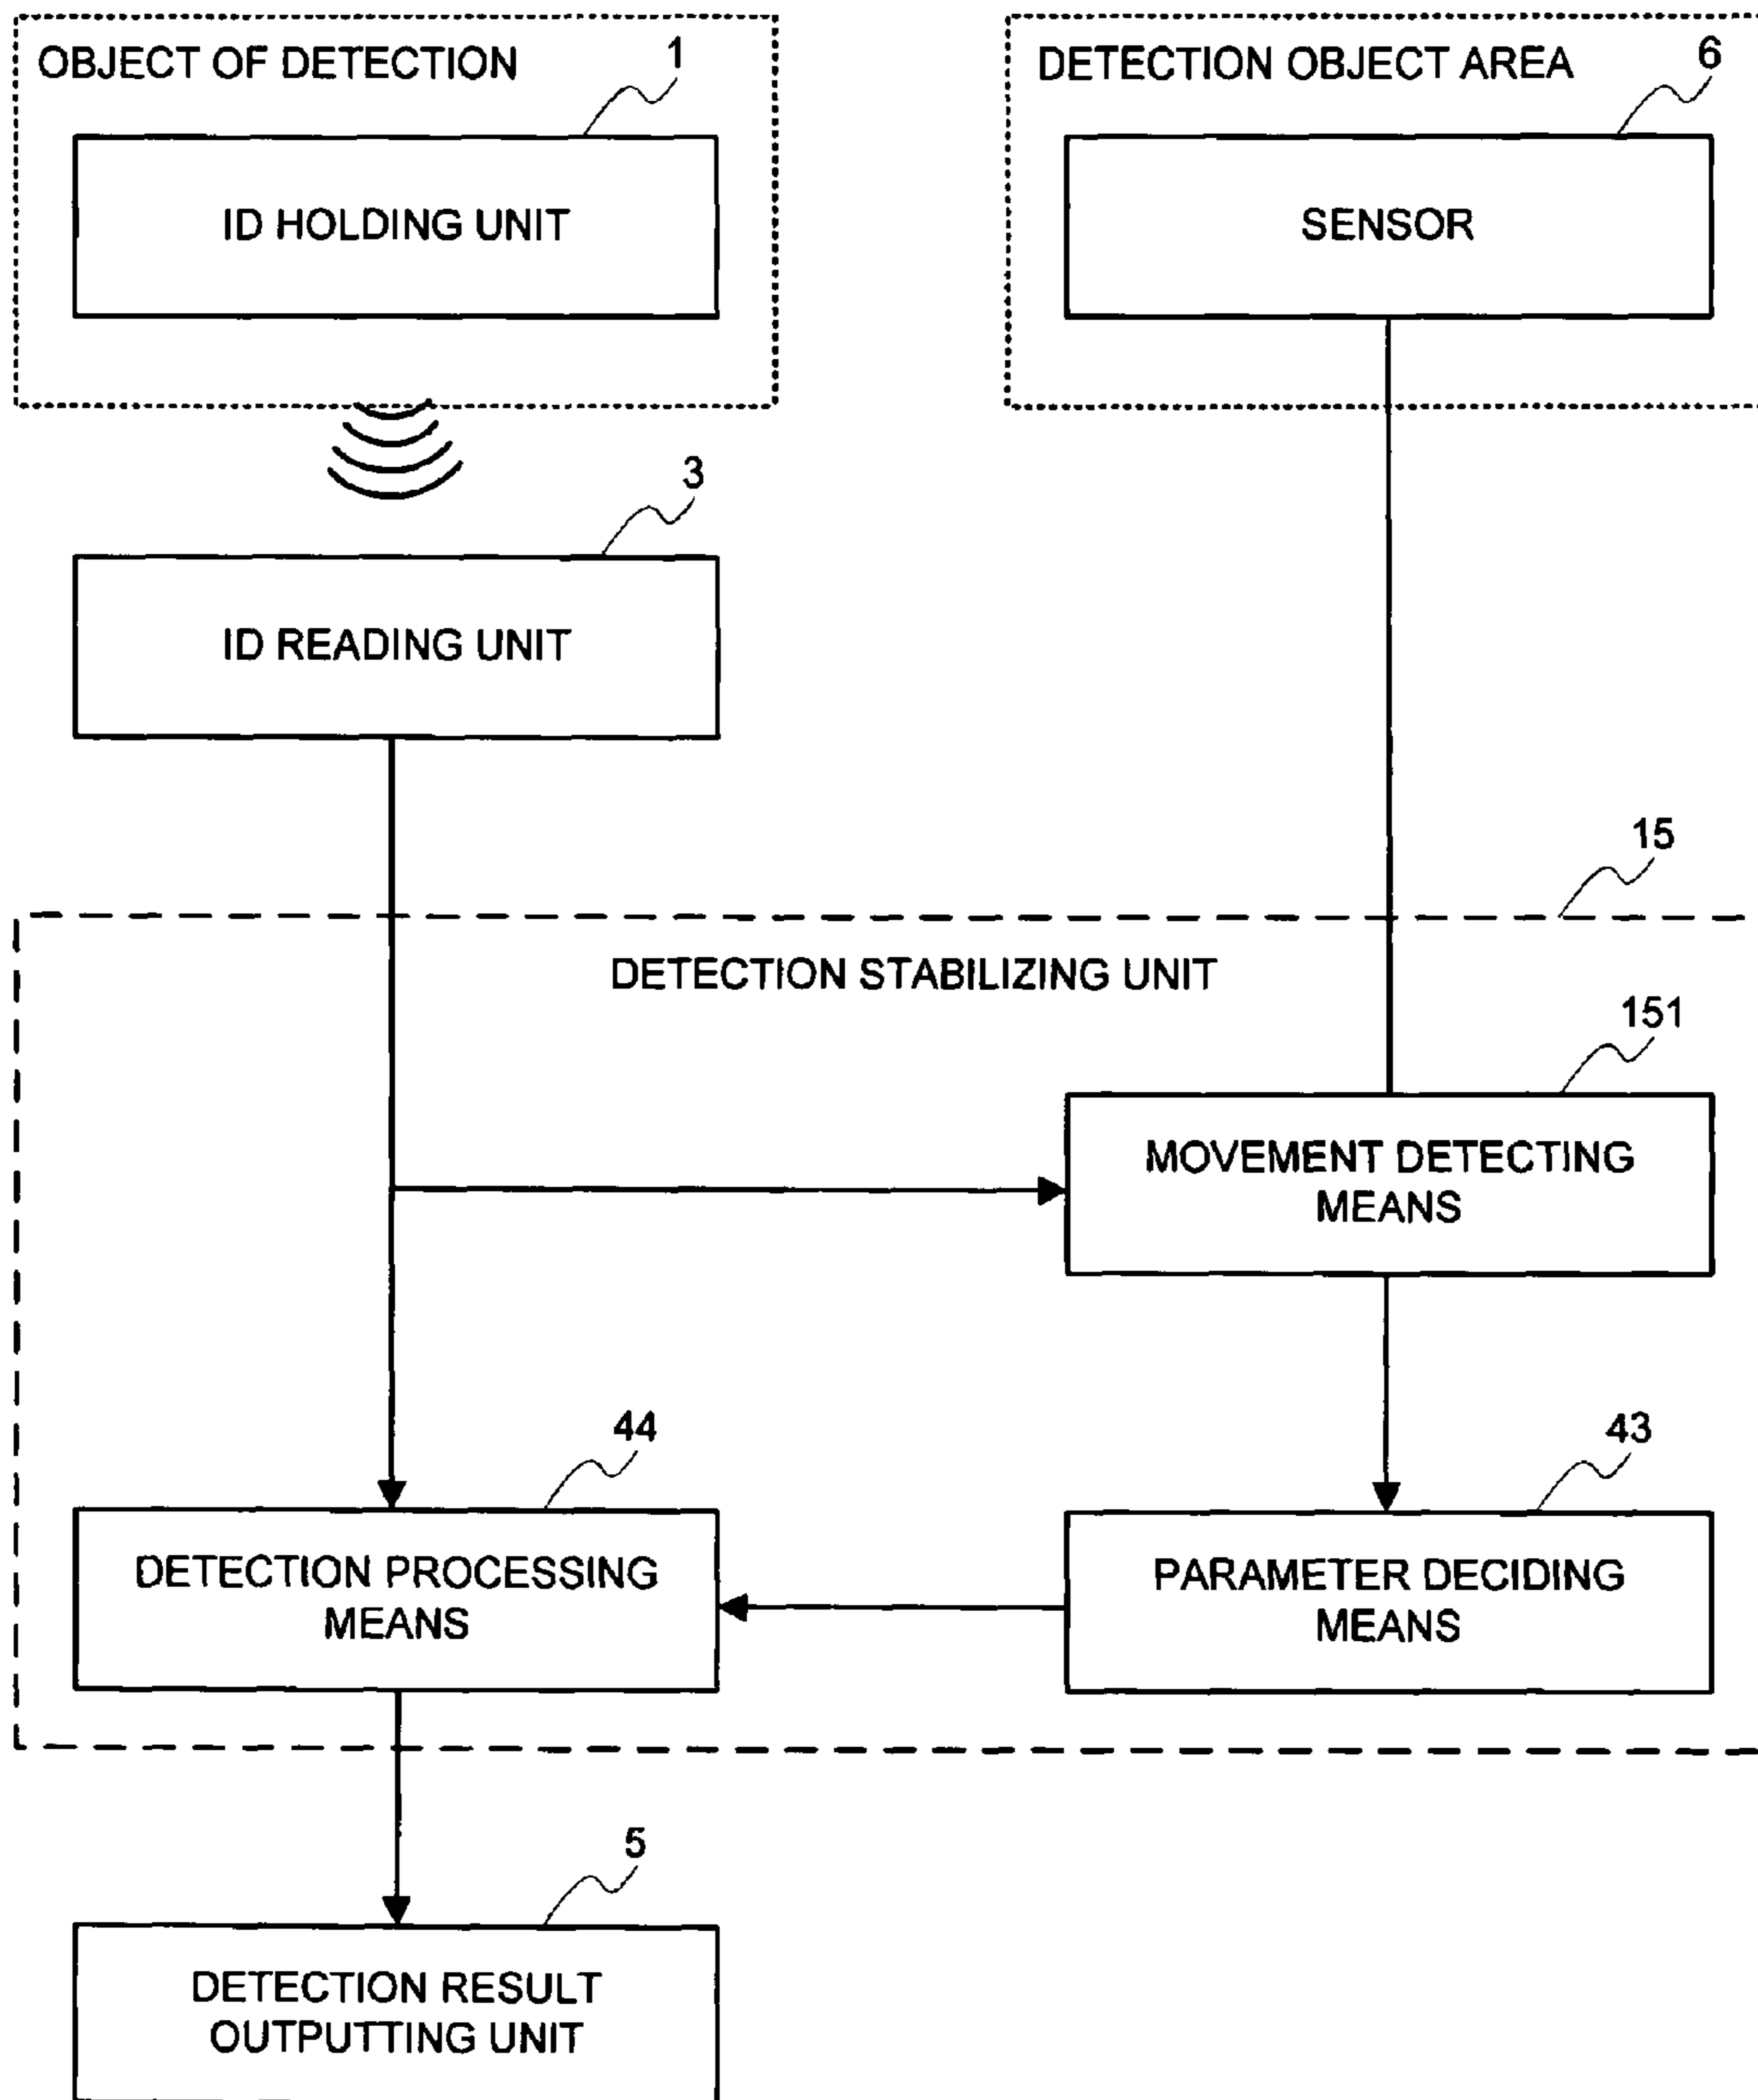 OBJECT OF DETECTION
1
ID HOLDING UNIT
DETECTION OBJECT AREA
6
SENSOR
3
ID READING UNIT
15
DETECTION STABILIZING UNIT
151
MOVEMENT DETECTING
MEANS
44
DETECTION PROCESSING
MEANS
43
PARAMETER DECIDING
MEANS
5
DETECTION RESULT
OUTPUTTING UNIT